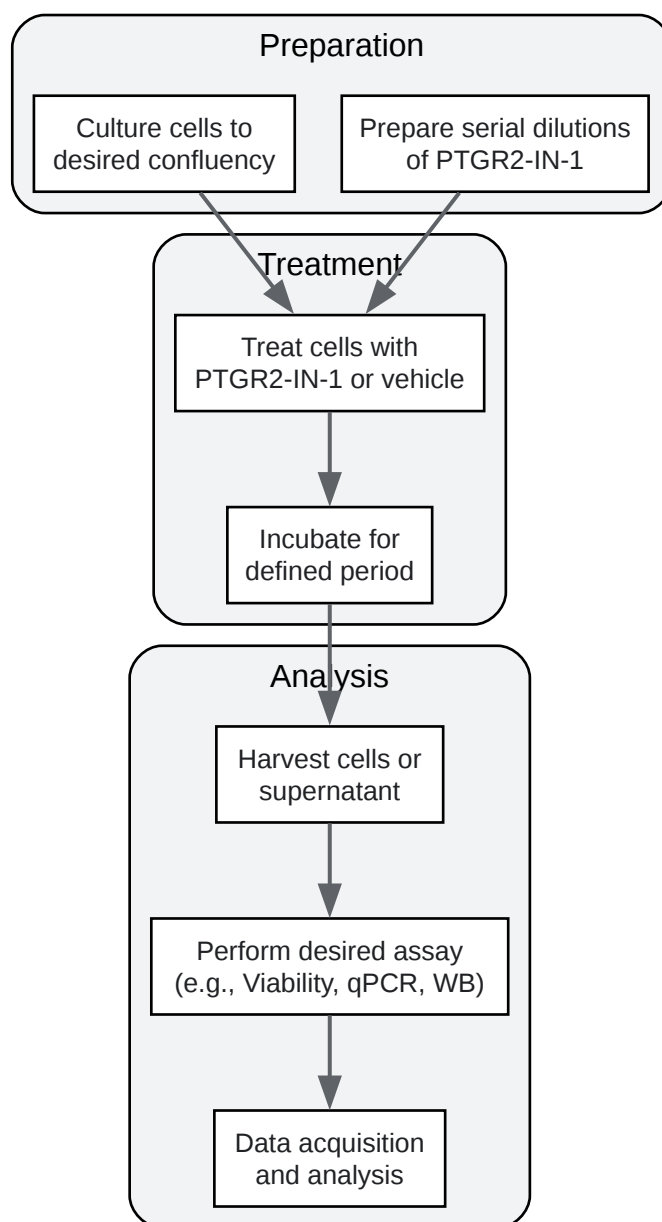 Preparation
Culture cells to
desired confluency
Prepare serial dilutions
of PTGR2-IN-1
Treatment
Treat cells with
PTGR2-IN-1 or vehicle
Incubate for
defined period
Analysis
Harvest cells or
supernatant
Perform desired assay
(e.g., Viability, qPCR, WB)
Data acquisition
and analysis